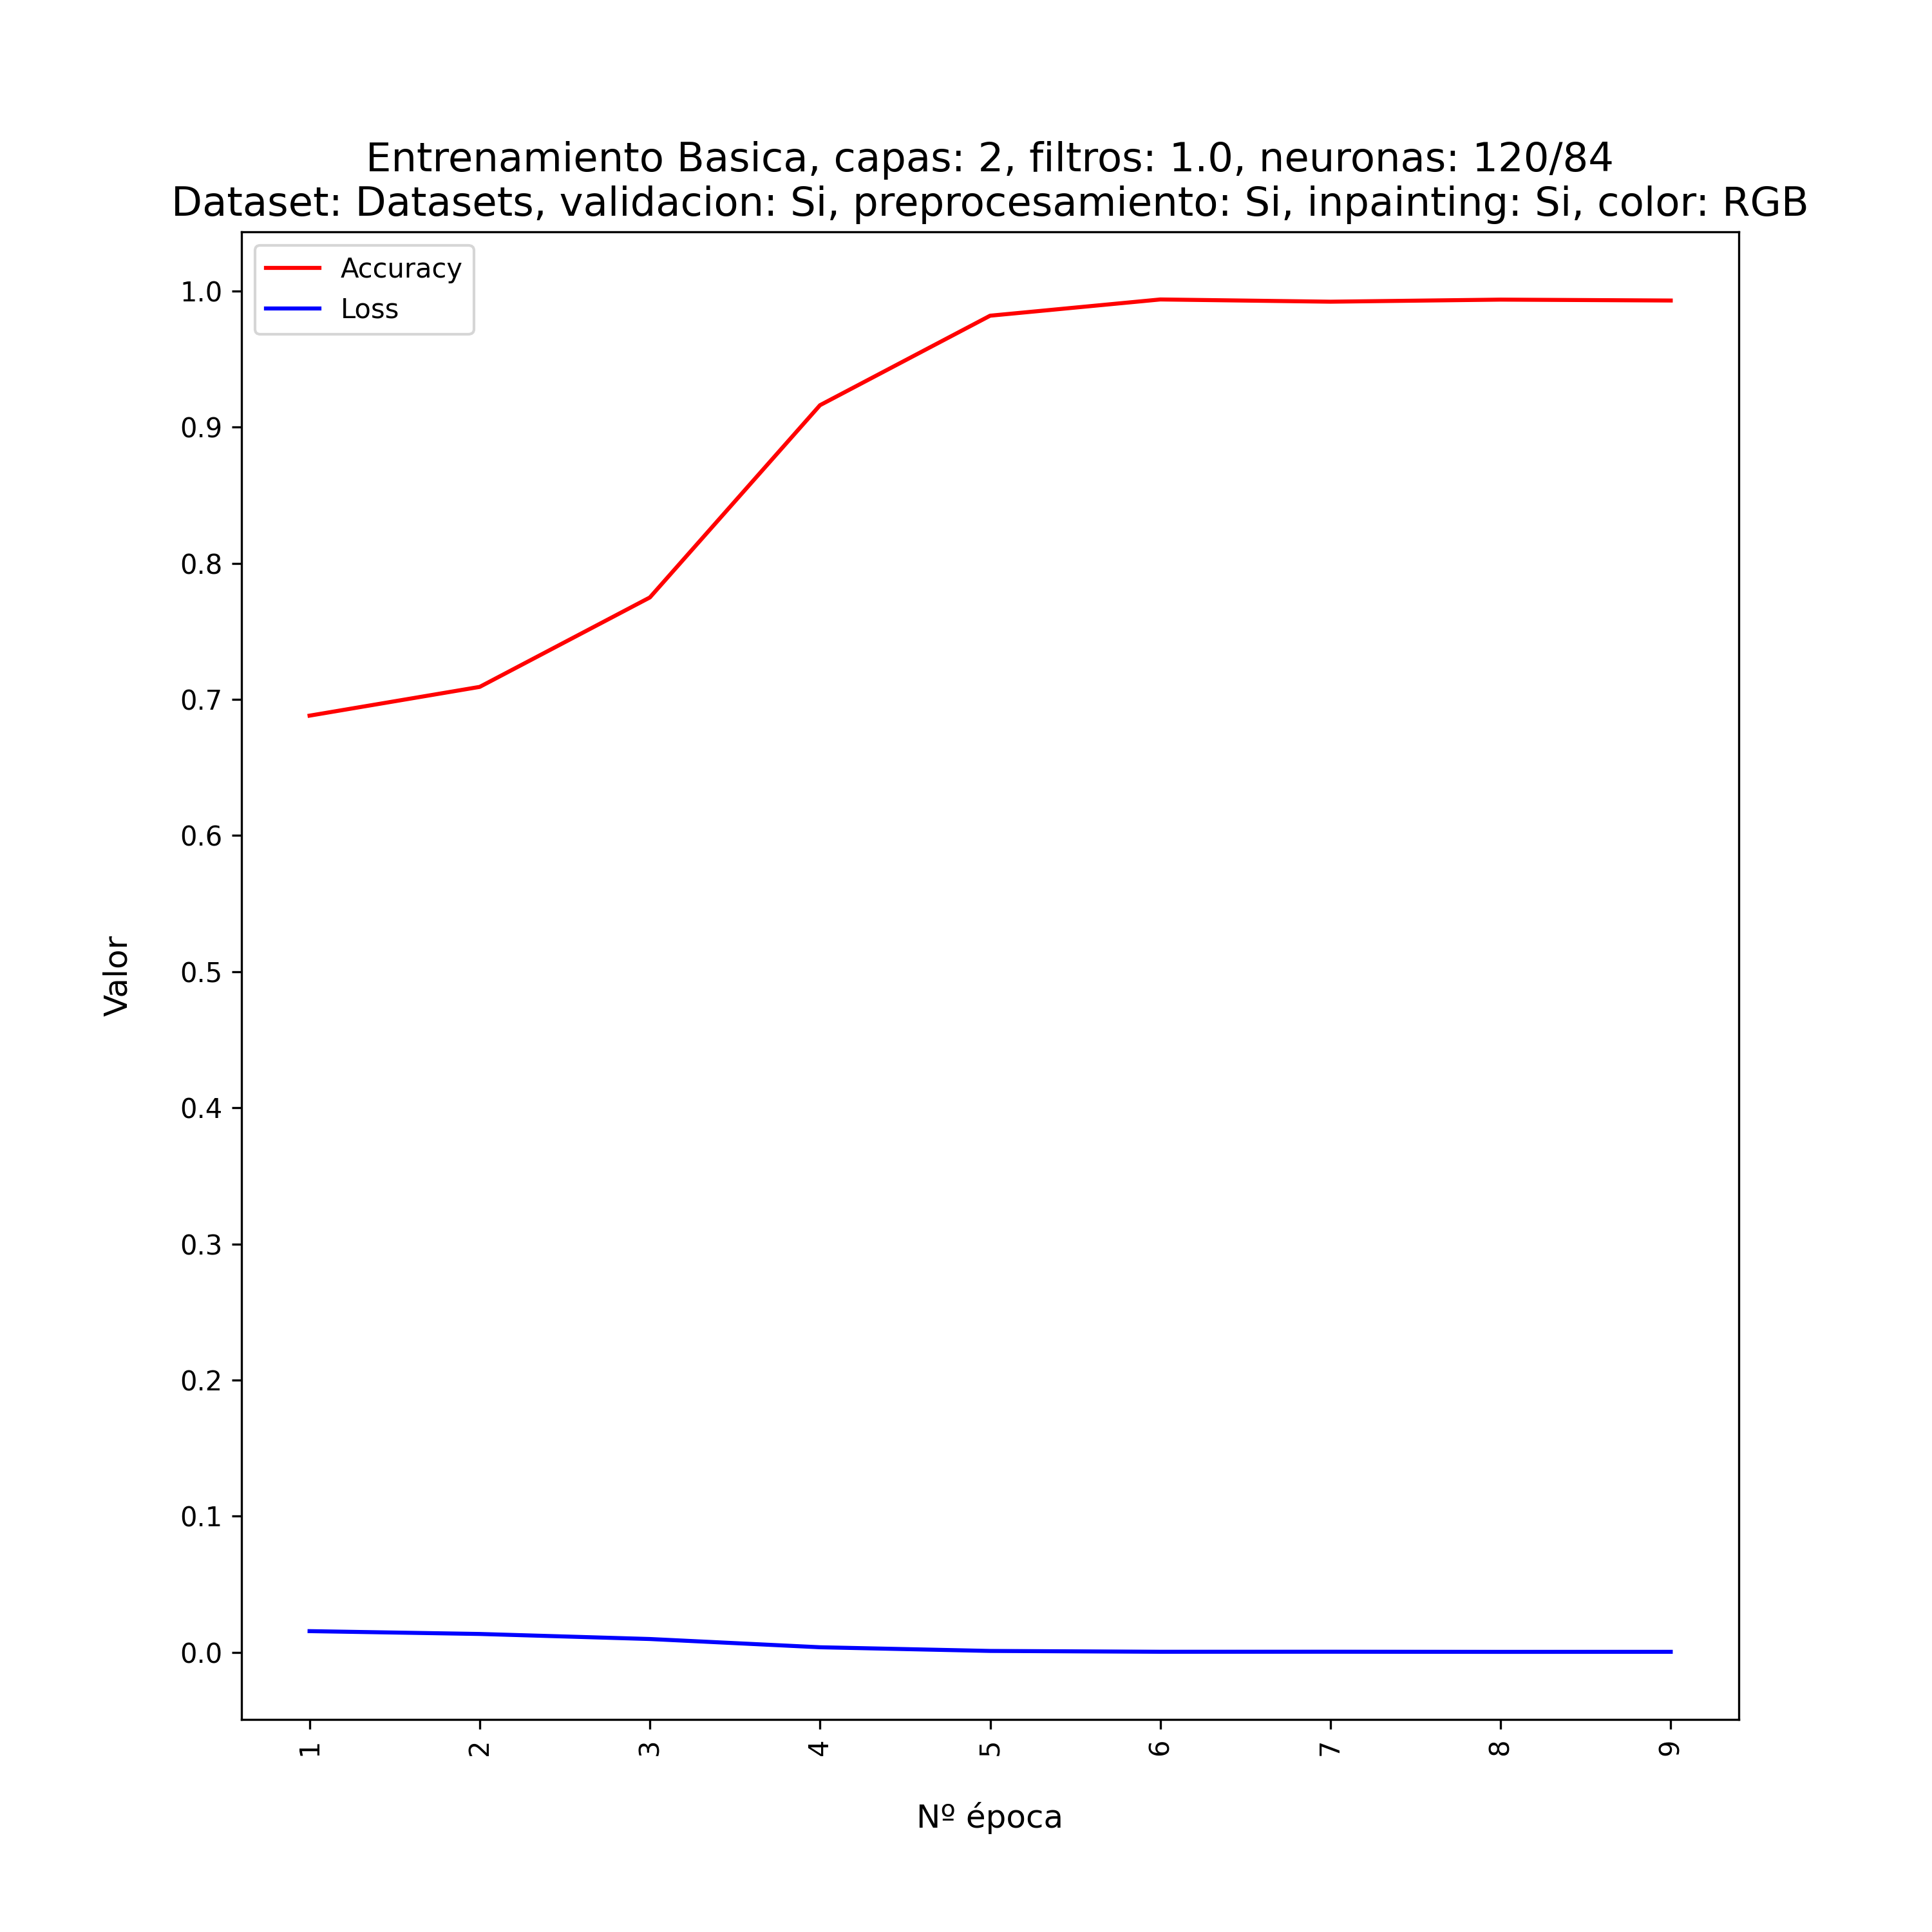 Entrenamiento Basica, capas: 2, filtros: 1.0, neuronas: 120/84
Dataset: Datasets, validacion: Si, preprocesamiento: Si, inpainting: Si, color: RGB
Accuracy
Loss
1.0
0.9
0.8
0.7
0.6
0.5
0.4
0.3
0.2
0.1
0.0
Valor
1 2 3 4 5 6 7 8 9
Nº época